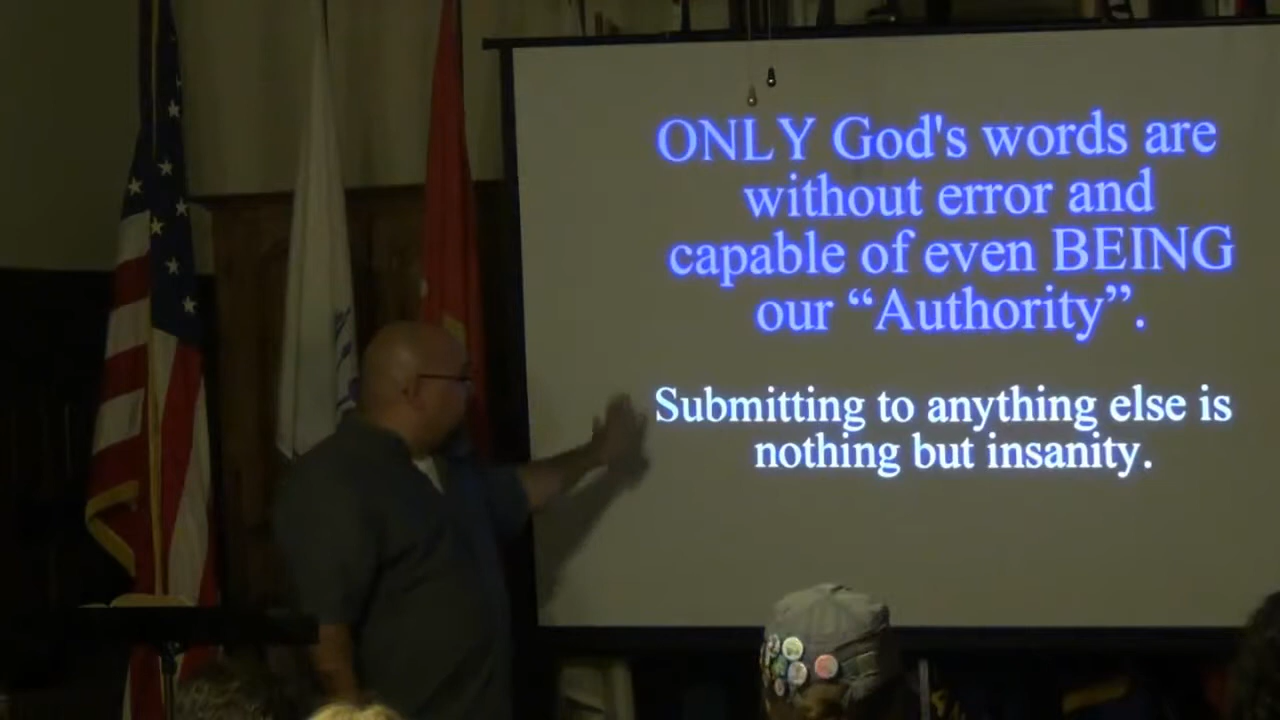 ONLY God's words are
without error and
capable of even BEING
our “Authority”.
Submitting to anything else is
nothing but insanity.